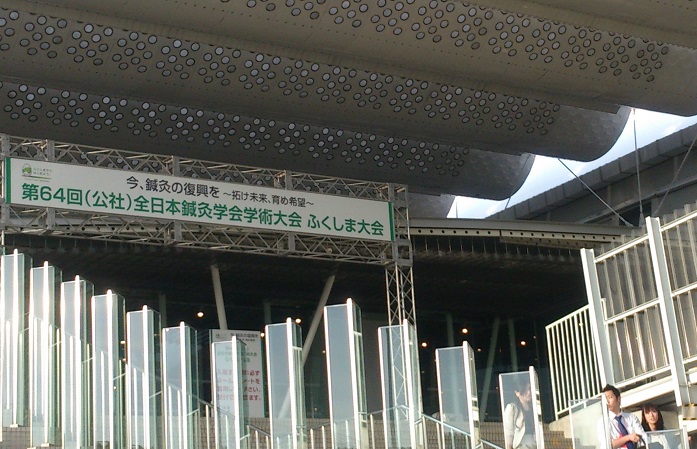 今、鍼灸の復興を ～拓け未来、育め希望～
第64回(公社)全日本鍼灸学会学術大会 ふくしま大会